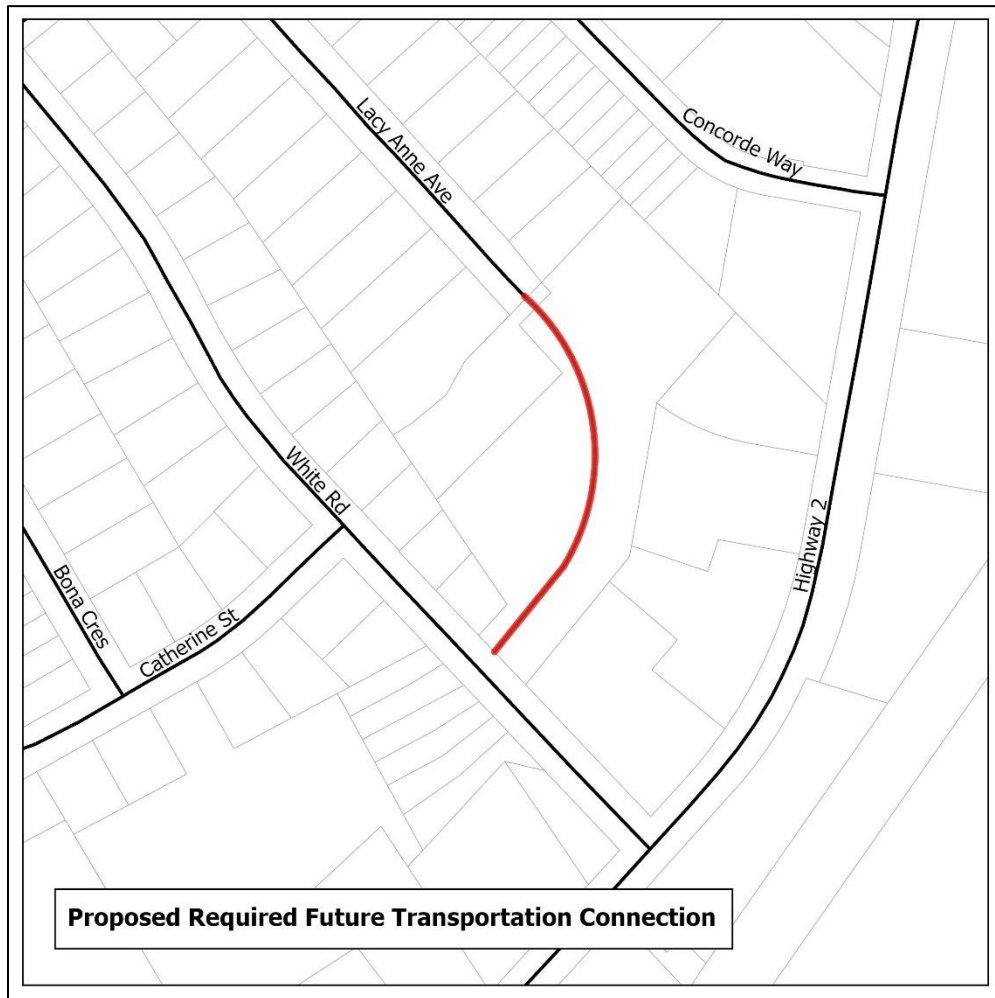 Concorde Way
Lacy Anne Ave
White Rd
Highway 2
Bona Cres
Catherine St
Proposed Required Future Transportation Connection